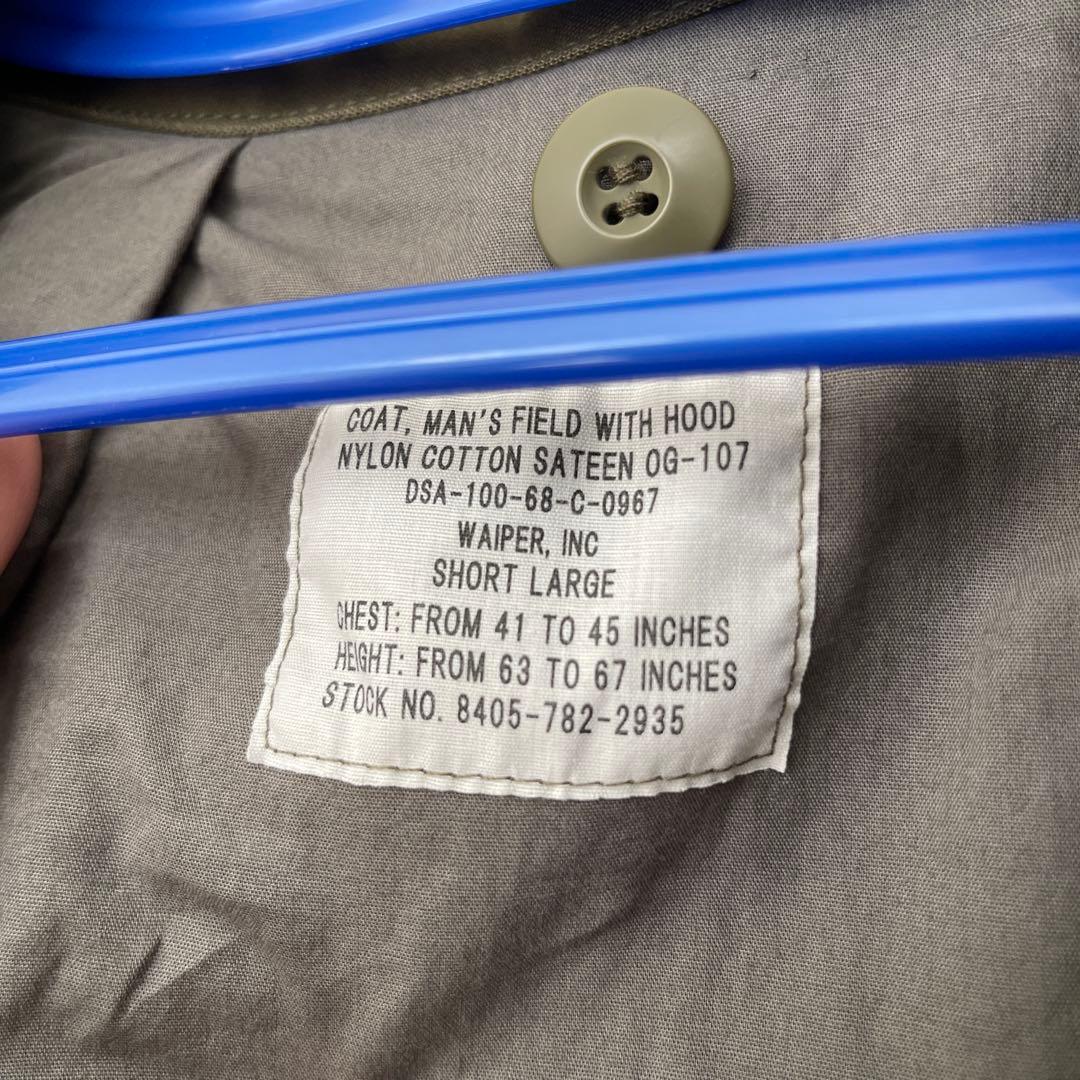 COAT, MAN'S FIELD WITH HOOD
NYLON COTTON SATEEN OG-107
DSA-100-68-C-0967
WAIPER, INC
SHORT LARGE
CHEST: FROM 41 TO 45 INCHES
HEIGHT: FROM 63 TO 67 INCHES
STOCK NO. 8405-782-2935